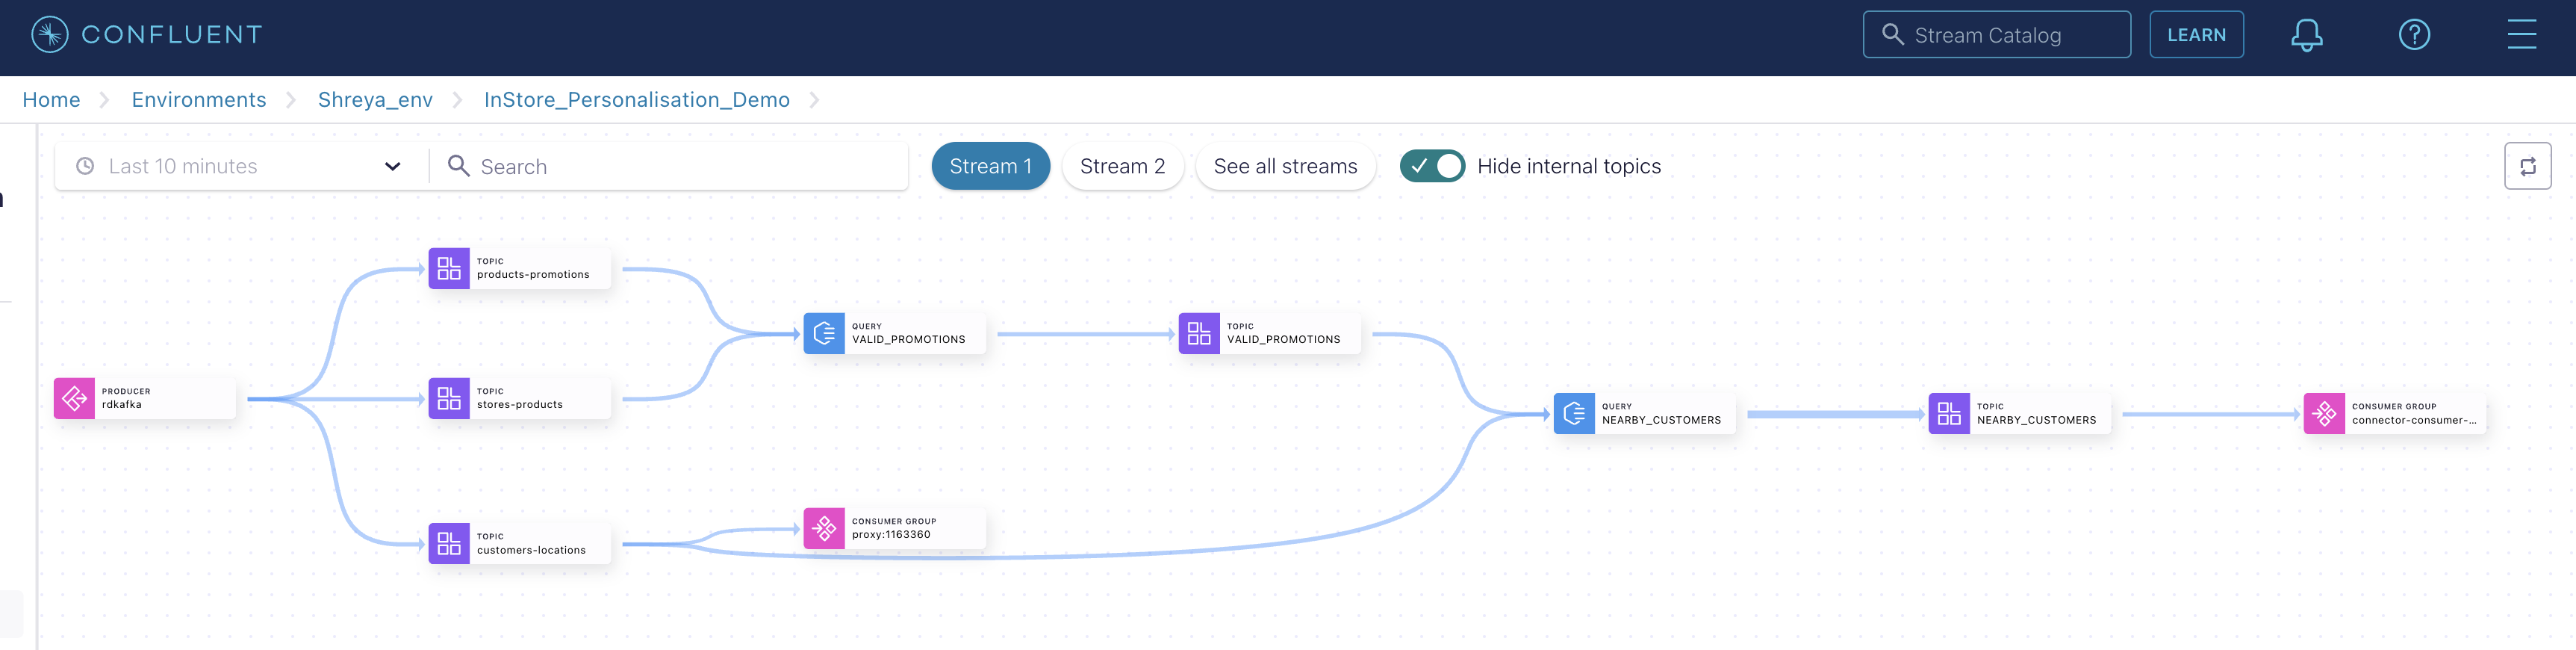 CONFLUENT
Stream Catalog
LEARN
Home
Environments
Shreya_env
InStore_Personalisation_Demo
Last 10 minutes
Search
Stream 1
Stream 2
See all streams
Hide internal topics
TOPIC
products-promotions
QUERY
VALID_PROMOTIONS
TOPIC
VALID_PROMOTIONS
PRODUCER
rdkafka
TOPIC
stores-products
QUERY
NEARBY_CUSTOMERS
TOPIC
NEARBY_CUSTOMERS
CONSUMER GROUP
connector-consumer-...
CONSUMER GROUP
proxy:1163360
TOPIC
customers-locations